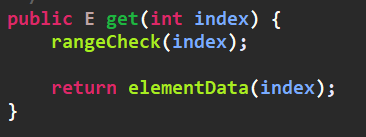 public E get(int index) {
    rangeCheck(index);

    return elementData(index);
}